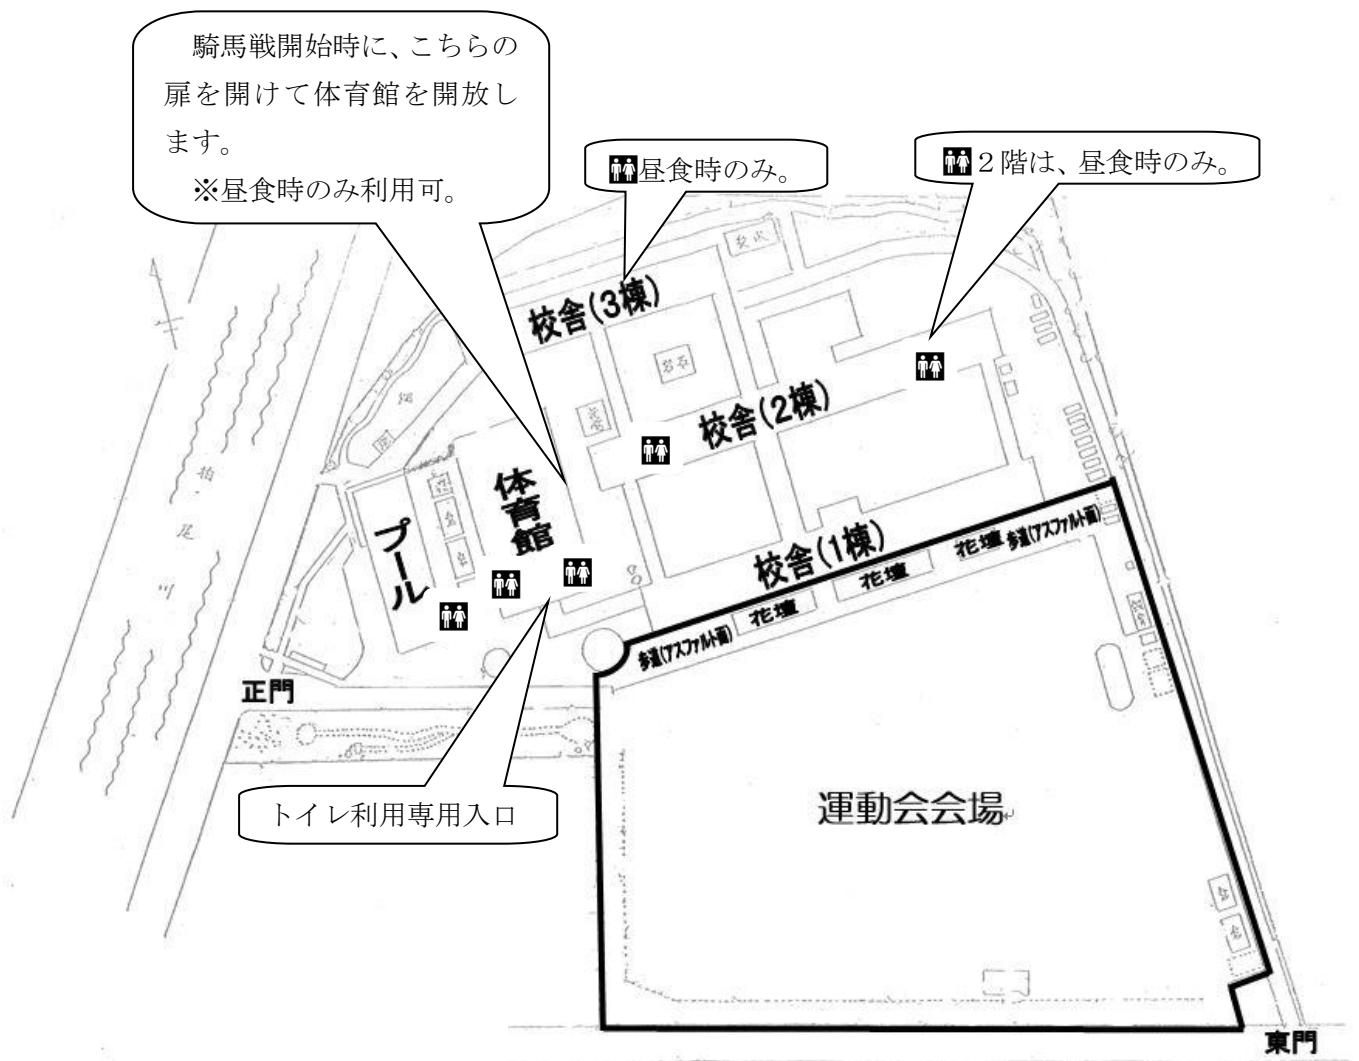 騎馬戦開始時に、こちらの
扉を開けて体育館を開放し
ます。
※昼食時のみ利用可。
昼食時のみ。
２階は、昼食時のみ。
校舎(3棟)
岩石
校舎(2棟)
体育館
プール
柏尾川
校舎(1棟)
花壇 歩道(アスファルト面)
花壇
花壇
歩道(アスファルト面)
正門
トイレ利用専用入口
運動会会場
東門